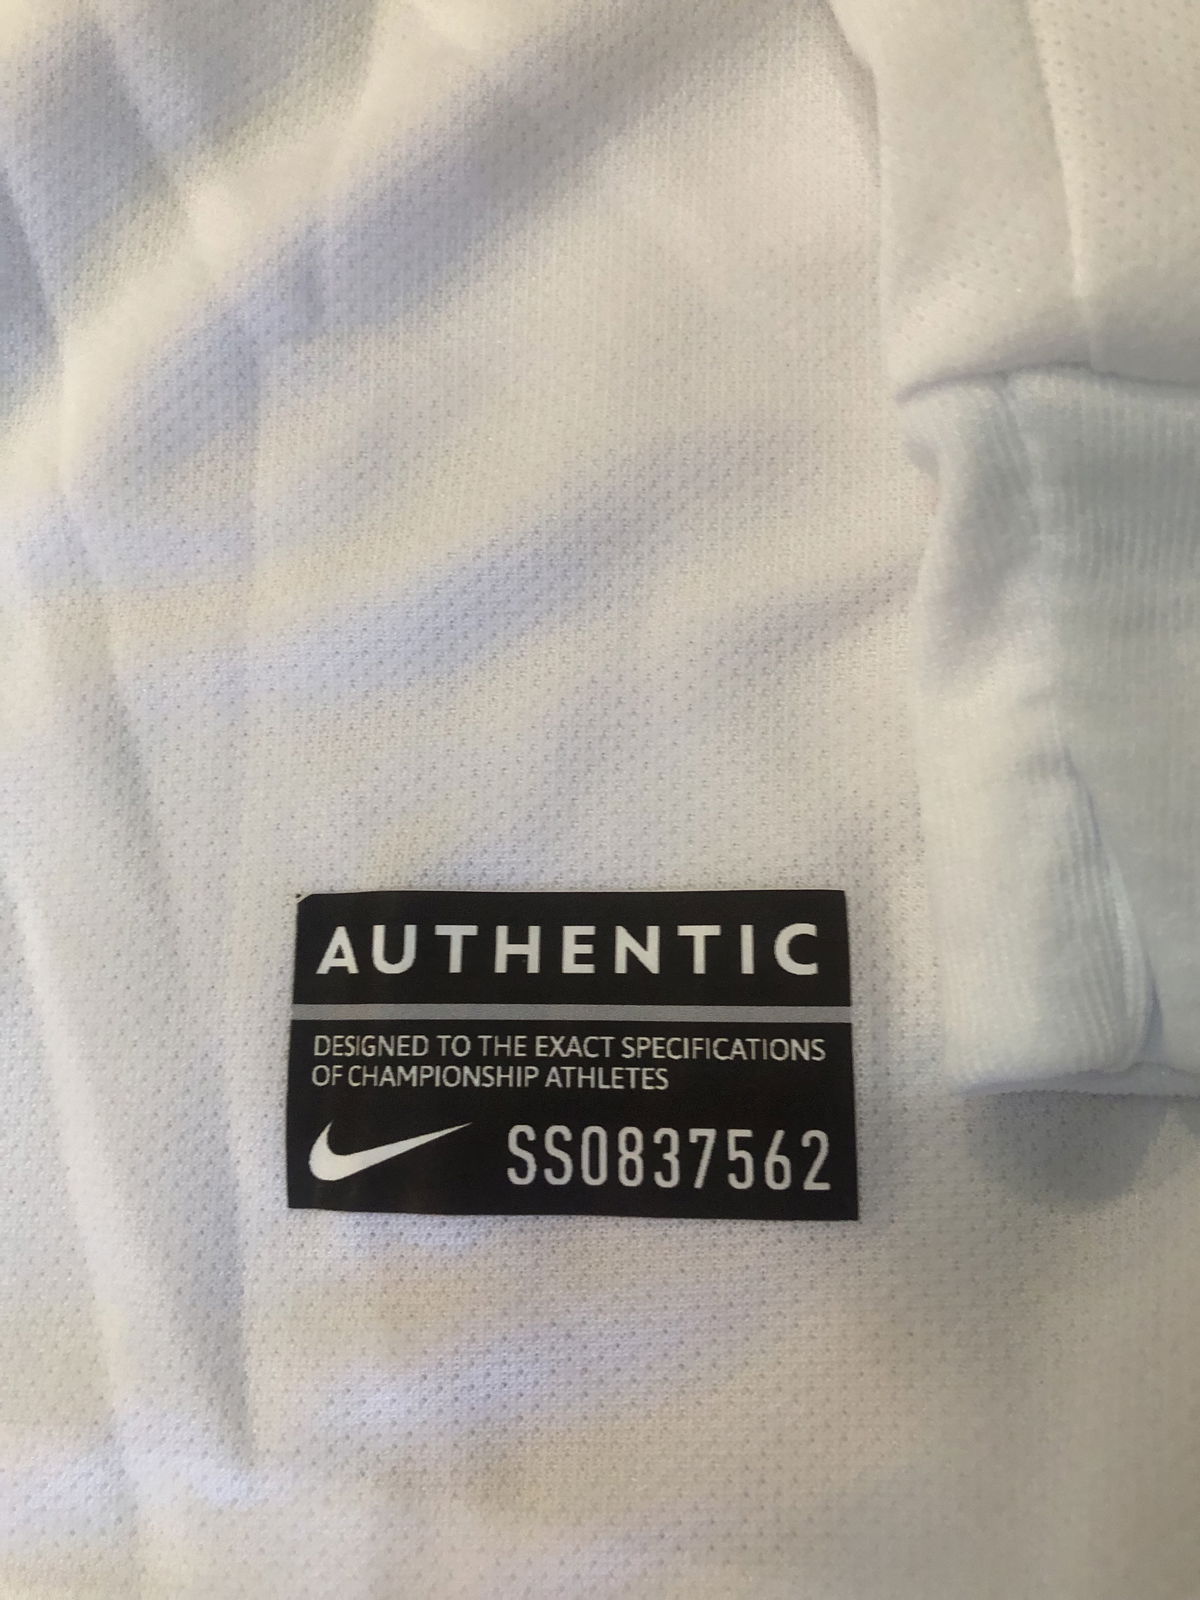 AUTHENTIC
DESIGNED TO THE EXACT SPECIFICATIONS
OF CHAMPIONSHIP ATHLETES
SS0837562